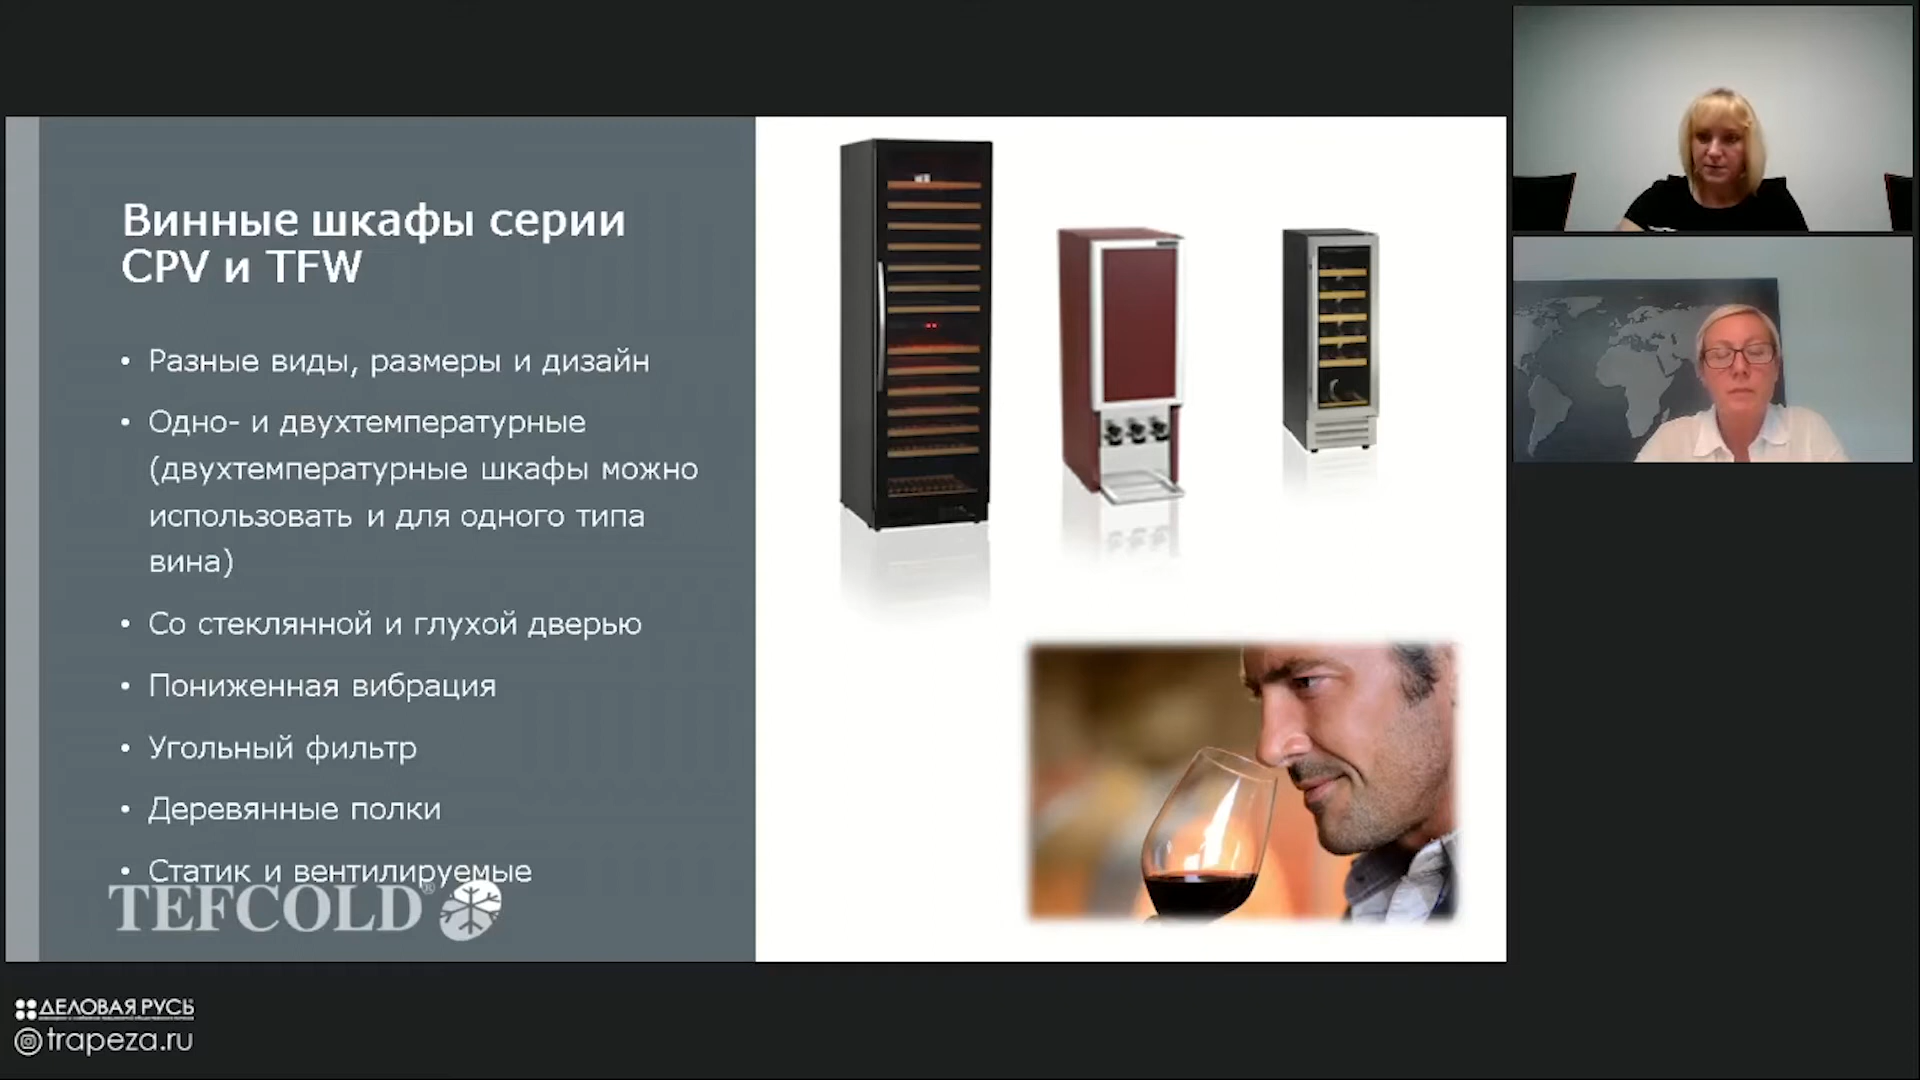 Винные шкафы серии
CPV и TFW
• Разные виды, размеры и дизайн
• Одно- и двухтемпературные
(двухтемпературные шкафы можно
использовать и для одного типа
вина)
• Со стеклянной и глухой дверью
• Пониженная вибрация
• Угольный фильтр
• Деревянные полки
• Статик и вентилируемые
TEFCOLD®
ДЕЛОВАЯ РУСЬ
trapeza.ru